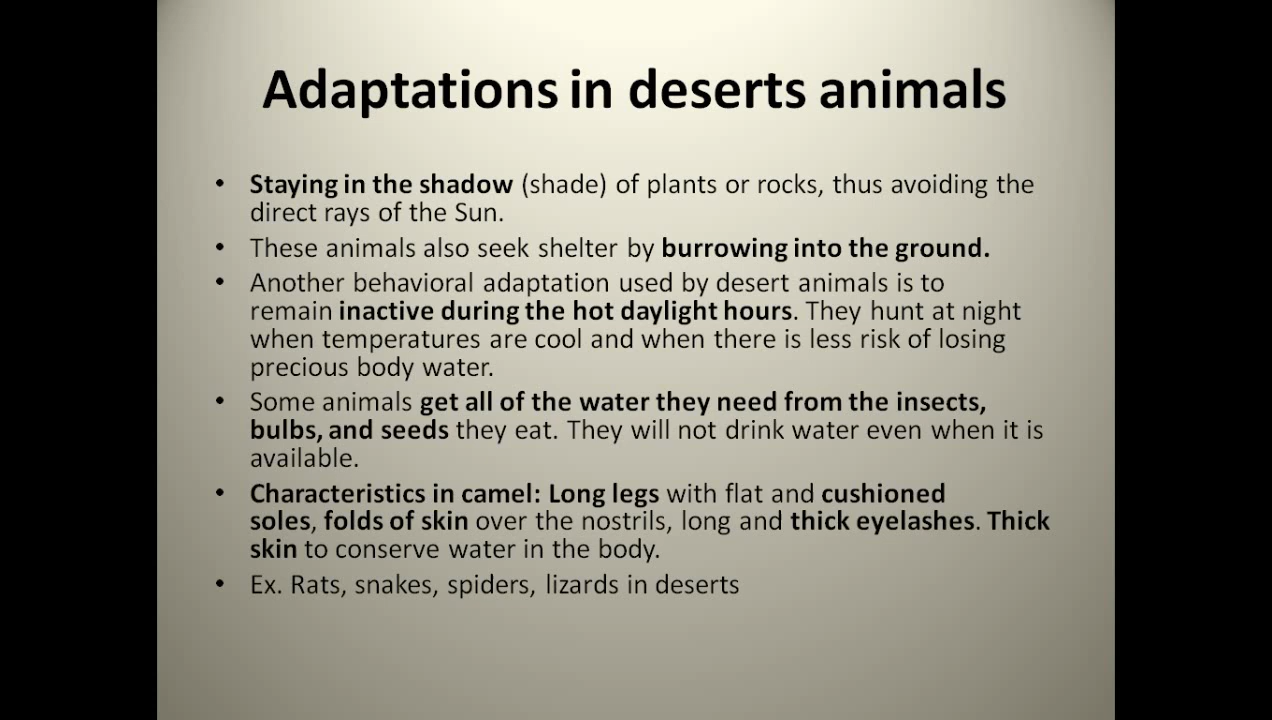 Adaptations in deserts animals
• Staying in the shadow (shade) of plants or rocks, thus avoiding the
direct rays of the Sun.
• These animals also seek shelter by burrowing into the ground.
• Another behavioral adaptation used by desert animals is to
remain inactive during the hot daylight hours. They hunt at night
when temperatures are cool and when there is less risk of losing
precious body water.
• Some animals get all of the water they need from the insects,
bulbs, and seeds they eat. They will not drink water even when it is
available.
• Characteristics in camel: Long legs with flat and cushioned
soles, folds of skin over the nostrils, long and thick eyelashes. Thick
skin to conserve water in the body.
• Ex. Rats, snakes, spiders, lizards in deserts